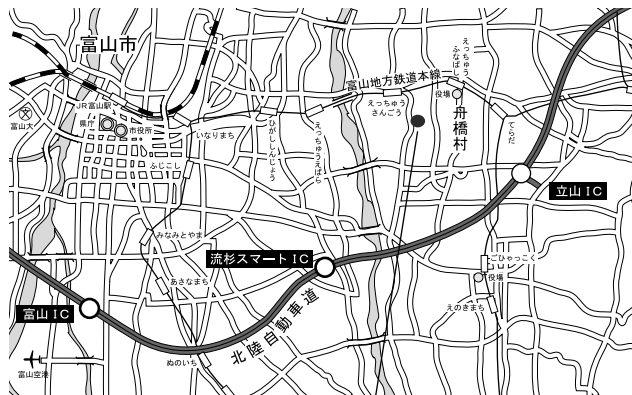 富山市
JR富山駅
県庁
市役所
富山大
いなりまち
ふじこし
ひがししんじょう
えっちゅうえばら
富山地方鉄道本線
えっちゅう
さんごう
えっちゅう
ふなばし
役場
舟橋村
てらだ
立山IC
流杉スマートIC
みなみとやま
あさなまち
富山IC
ぬのいち
北陸自動車道
ごひゃっこく
役場
えのきまち
富山空港